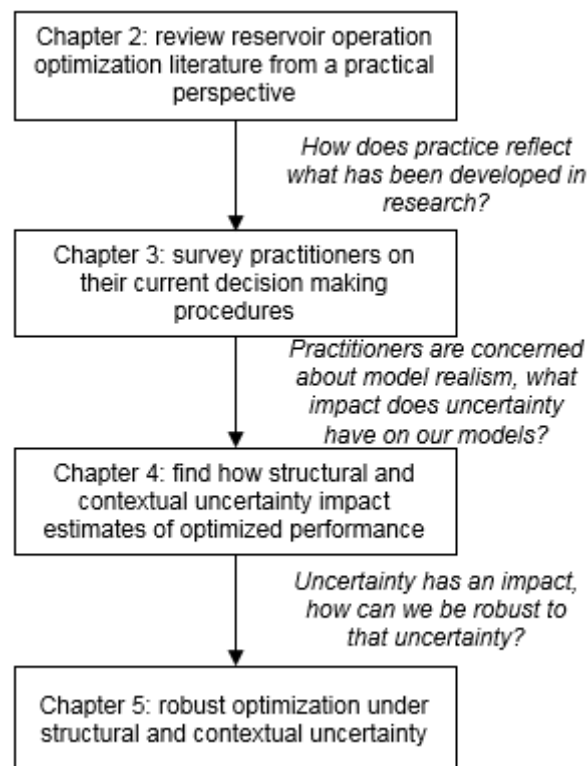 Chapter 2: review reservoir operation
optimization literature from a practical
perspective
How does practice reflect
what has been developed in
research?
Chapter 3: survey practitioners on
their current decision making
procedures
Practitioners are concerned
about model realism, what
impact does uncertainty
have on our models?
Chapter 4: find how structural and
contextual uncertainty impact
estimates of optimized performance
Uncertainty has an impact,
how can we be robust to
that uncertainty?
Chapter 5: robust optimization under
structural and contextual uncertainty